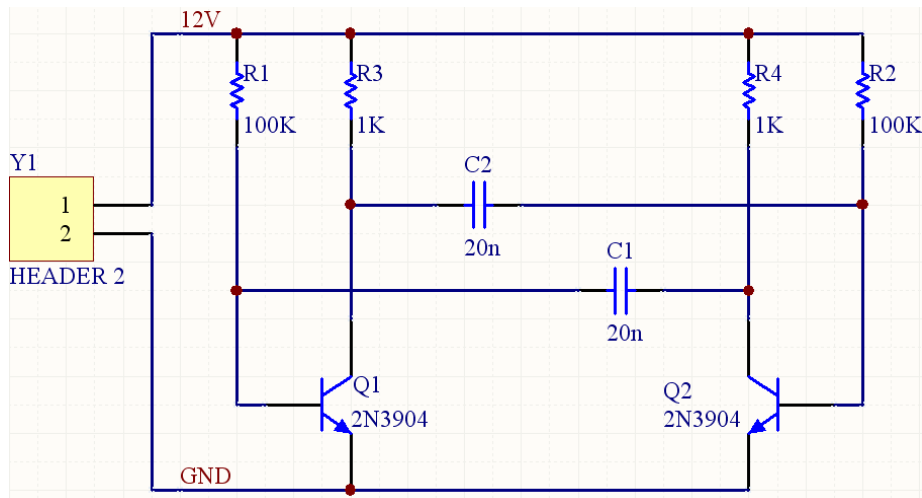 12V
R1
R3
R4
R2
100K
1K
1K
100K
Y1
C2
1
2
20n
C1
HEADER 2
20n
Q1
Q2
2N3904
2N3904
GND